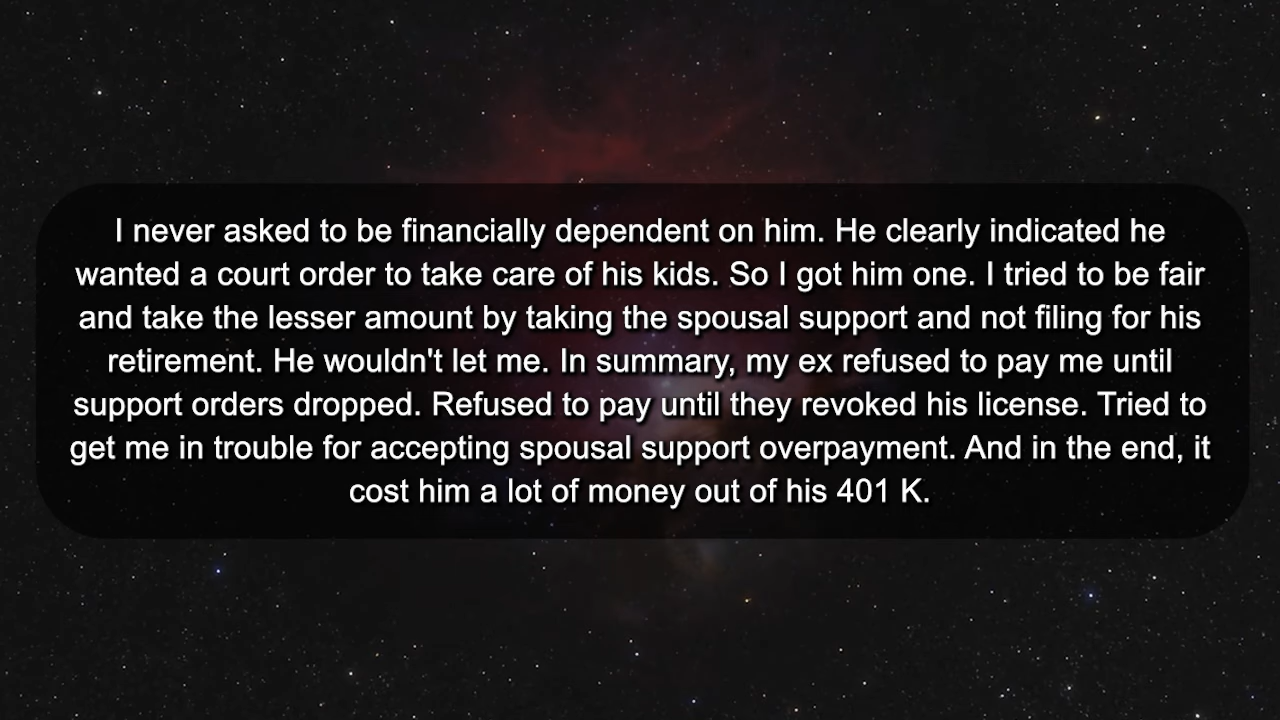 I never asked to be financially dependent on him. He clearly indicated he
wanted a court order to take care of his kids. So I got him one. I tried to be fair
and take the lesser amount by taking the spousal support and not filing for his
retirement. He wouldn't let me. In summary, my ex refused to pay me until
support orders dropped. Refused to pay until they revoked his license. Tried to
get me in trouble for accepting spousal support overpayment. And in the end, it
cost him a lot of money out of his 401 K.